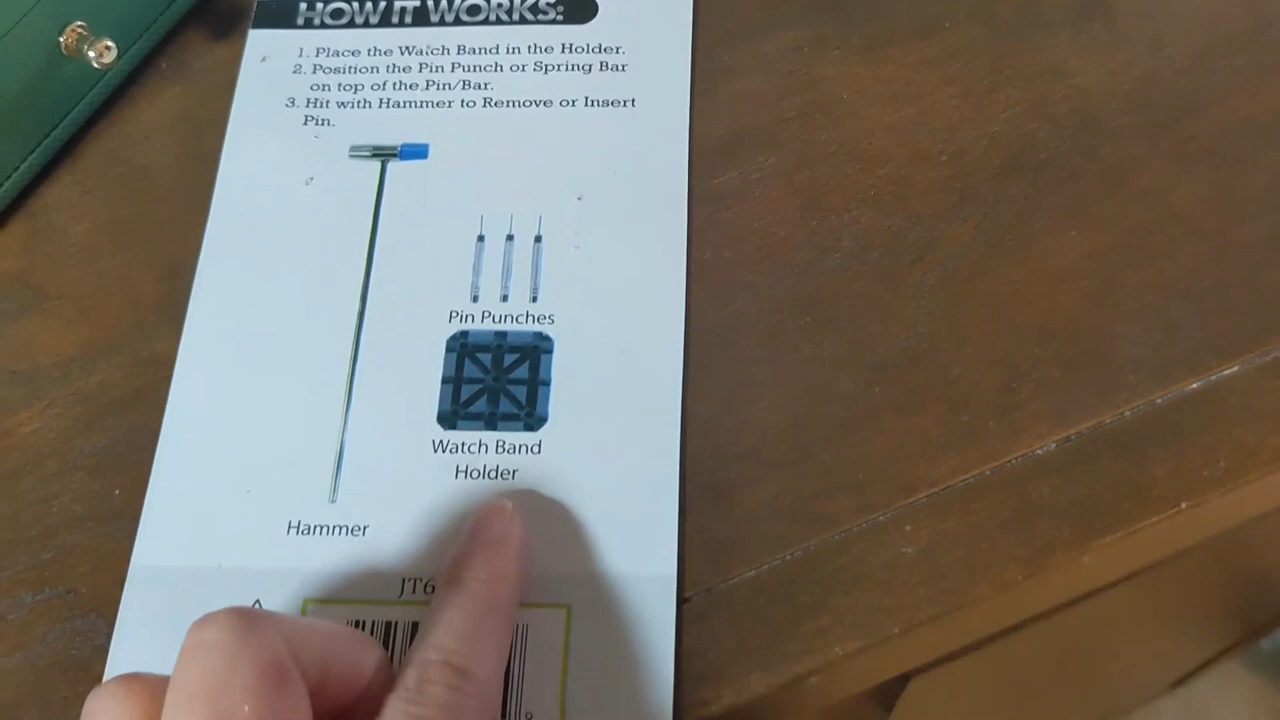 HOW IT WORKS:
1. Place the Watch Band in the Holder.
2. Position the Pin Punch or Spring Bar
on top of the Pin/Bar.
3. Hit with Hammer to Remove or Insert
Pin.
Pin Punches
Watch Band
Holder
Hammer
JT6